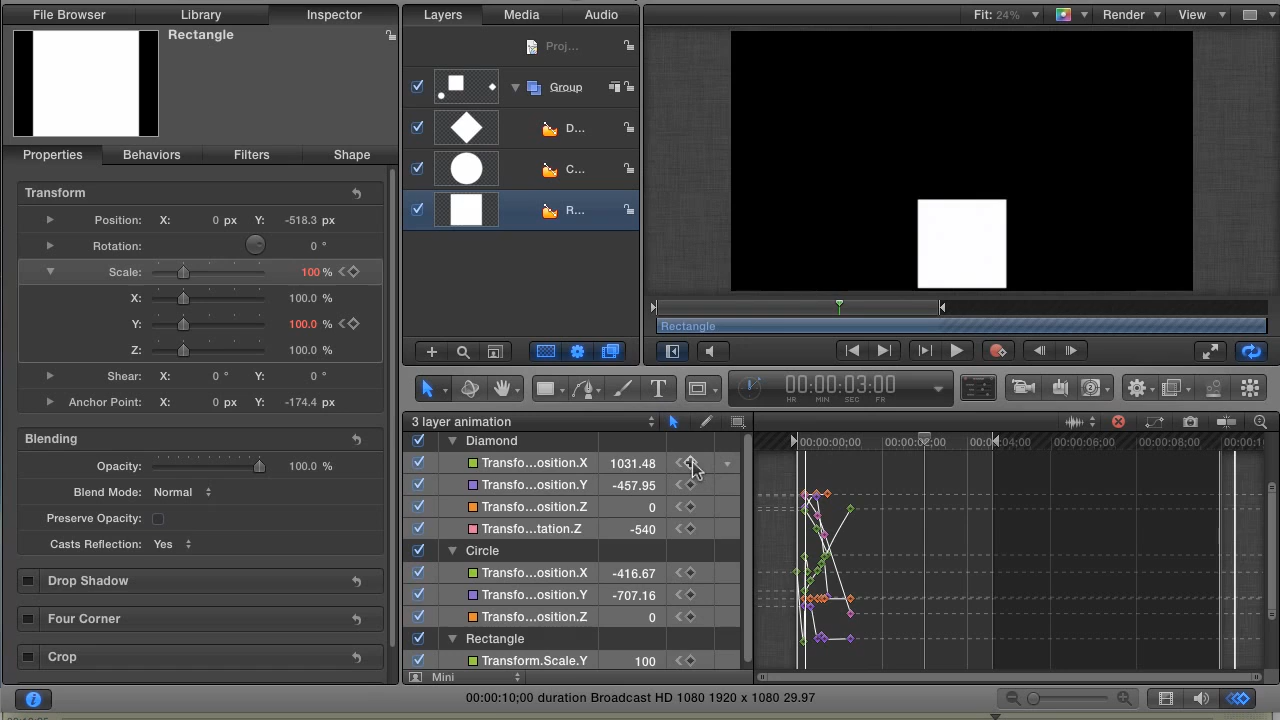 File Browser Library Inspector
Rectangle
Properties Behaviors Filters Shape
Transform
Position: X: 0 px Y: -518.3 px
Rotation: 0 °
Scale: 100 %
X: 100.0 %
Y: 100.0 %
Z: 100.0 %
Shear: X: 0 ° Y: 0 °
Anchor Point: X: 0 px Y: -174.4 px
Blending
Opacity: 100.0 %
Blend Mode: Normal
Preserve Opacity:
Casts Reflection: Yes
Drop Shadow
Four Corner
Crop
Layers Media Audio
Proj...
Group
D...
C...
R...
Fit: 24% Render View
Rectangle
T
00:00:03:00
HR MIN SEC FR
3 layer animation
Diamond
Transfo...osition.X 1031.48
Transfo...osition.Y -457.95
Transfo...osition.Z 0
Transfo...tation.Z -540
Circle
Transfo...osition.X -416.67
Transfo...osition.Y -707.16
Transfo...osition.Z 0
Rectangle
Transform.Scale.Y 100
Mini
00:00:00;00 00:00:02;00 00:00:04;00 00:00:06;00 00:00:08;00 00:00:1
00:00:10;00 duration Broadcast HD 1080 1920 x 1080 29.97